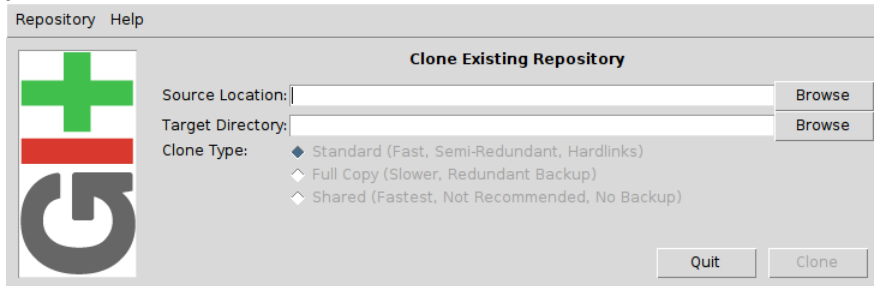 Repository Help
Clone Existing Repository
Source Location: Browse
Target Directory: Browse
Clone Type: Standard (Fast, Semi-Redundant, Hardlinks)
Full Copy (Slower, Redundant Backup)
Shared (Fastest, Not Recommended, No Backup)
Quit Clone
GIt